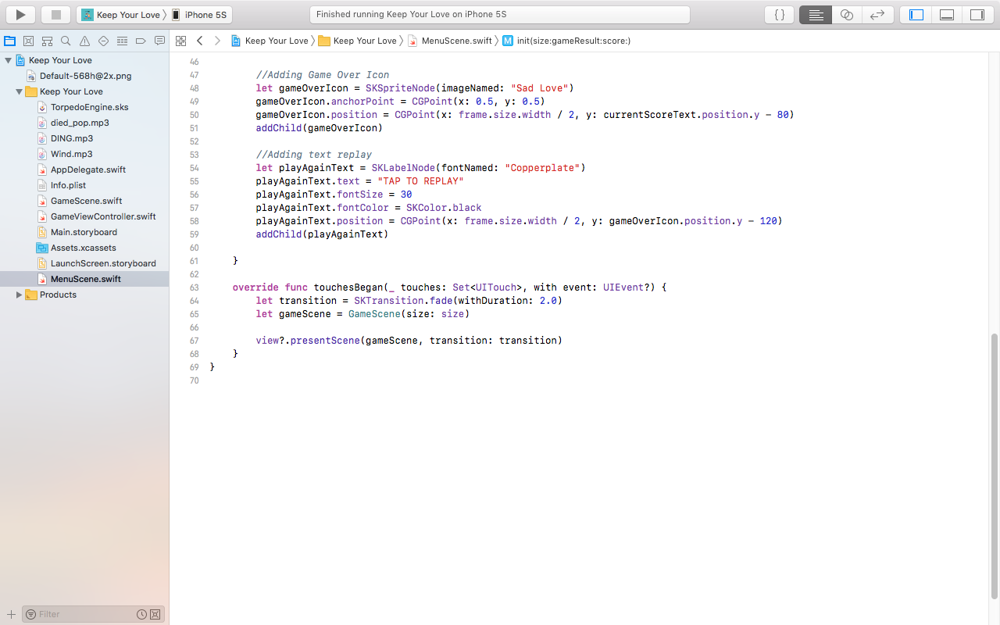 Keep Your Love iPhone 5S
Finished running Keep Your Love on iPhone 5S
{ }
Keep Your Love Keep Your Love MenuScene.swift M init(size:gameResult:score:)
Keep Your Love
Default-568h@2x.png
Keep Your Love
TorpedoEngine.sks
died_pop.mp3
DING.mp3
Wind.mp3
AppDelegate.swift
Info.plist
GameScene.swift
GameViewController.swift
Main.storyboard
Assets.xcassets
LaunchScreen.storyboard
MenuScene.swift
Products
Filter
46
47 //Adding Game Over Icon
48 let gameOverIcon = SKSpriteNode(imageNamed: "Sad Love")
49 gameOverIcon.anchorPoint = CGPoint(x: 0.5, y: 0.5)
50 gameOverIcon.position = CGPoint(x: frame.size.width / 2, y: currentScoreText.position.y - 80)
51 addChild(gameOverIcon)
52
53 //Adding text replay
54 let playAgainText = SKLabelNode(fontNamed: "Copperplate")
55 playAgainText.text = "TAP TO REPLAY"
56 playAgainText.fontSize = 30
57 playAgainText.fontColor = SKColor.black
58 playAgainText.position = CGPoint(x: frame.size.width / 2, y: gameOverIcon.position.y - 120)
59 addChild(playAgainText)
60
61 }
62
63 override func touchesBegan(_ touches: Set<UITouch>, with event: UIEvent?) {
64 let transition = SKTransition.fade(withDuration: 2.0)
65 let gameScene = GameScene(size: size)
66
67 view?.presentScene(gameScene, transition: transition)
68 }
69 }
70